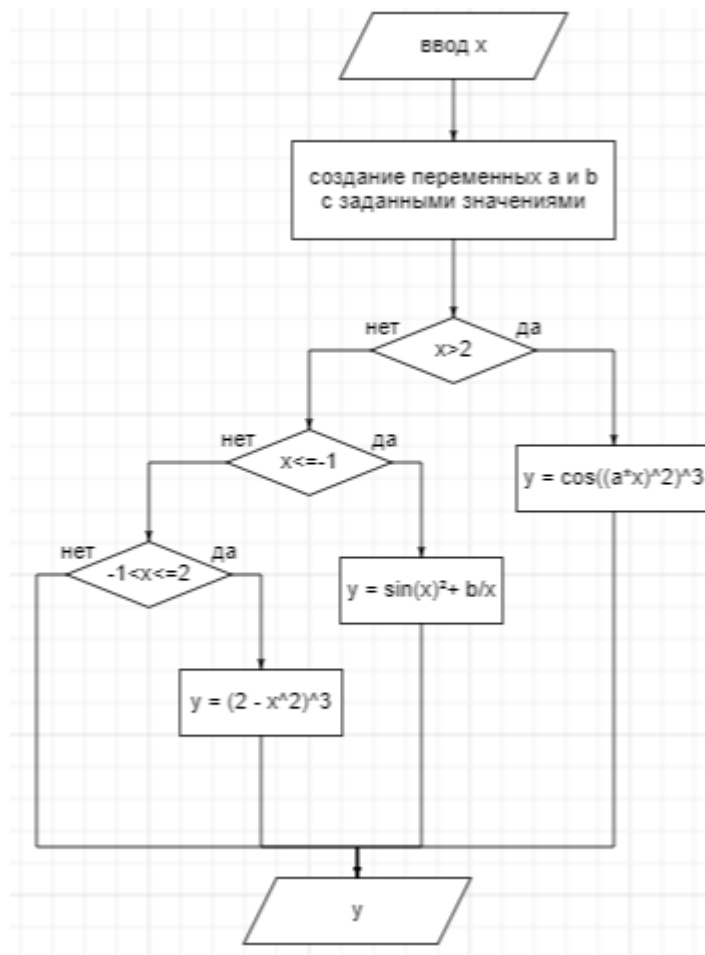 ввод x
создание переменных a и b
с заданными значениями
нет
да
x>2
нет
да
x<=-1
y = cos((a*x)^2)^3
нет
да
-1<x<=2
y = sin(x)²+ b/x
y = (2 - x^2)^3
y